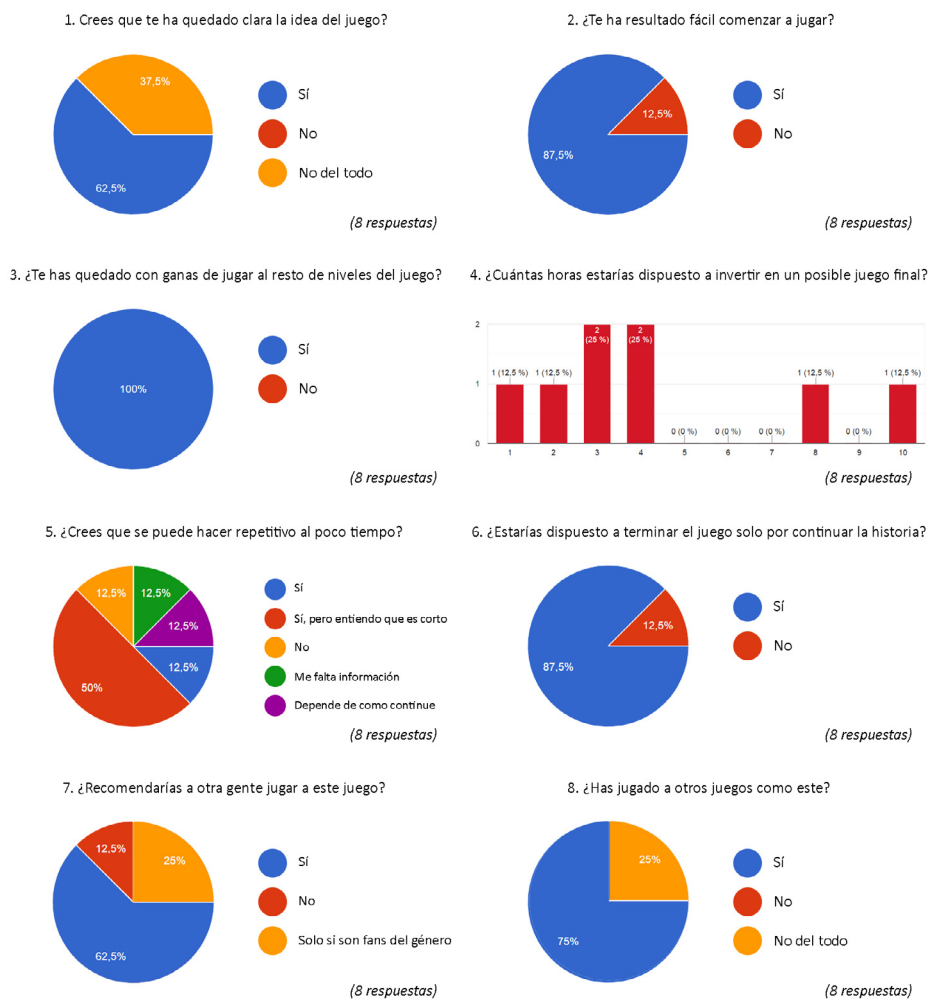 1. Crees que te ha quedado clara la idea del juego?
37,5%
62,5%
Sí
No
No del todo
(8 respuestas)
2. ¿Te ha resultado fácil comenzar a jugar?
12,5%
87,5%
Sí
No
(8 respuestas)
3. ¿Te has quedado con ganas de jugar al resto de niveles del juego?
100%
Sí
No
(8 respuestas)
4. ¿Cuántas horas estarías dispuesto a invertir en un posible juego final?
2
1
0
1 (12,5 %)
1 (12,5 %)
2
(25 %)
2
(25 %)
0 (0 %)
0 (0 %)
0 (0 %)
1 (12,5 %)
0 (0 %)
1 (12,5 %)
1 2 3 4 5 6 7 8 9 10
(8 respuestas)
5. ¿Crees que se puede hacer repetitivo al poco tiempo?
12,5%
12,5%
12,5%
12,5%
50%
Sí
Sí, pero entiendo que es corto
No
Me falta información
Depende de como continue
(8 respuestas)
6. ¿Estarías dispuesto a terminar el juego solo por continuar la historia?
12,5%
87,5%
Sí
No
(8 respuestas)
7. ¿Recomendarías a otra gente jugar a este juego?
12,5%
25%
62,5%
Sí
No
Solo si son fans del género
(8 respuestas)
8. ¿Has jugado a otros juegos como este?
25%
75%
Sí
No
No del todo
(8 respuestas)